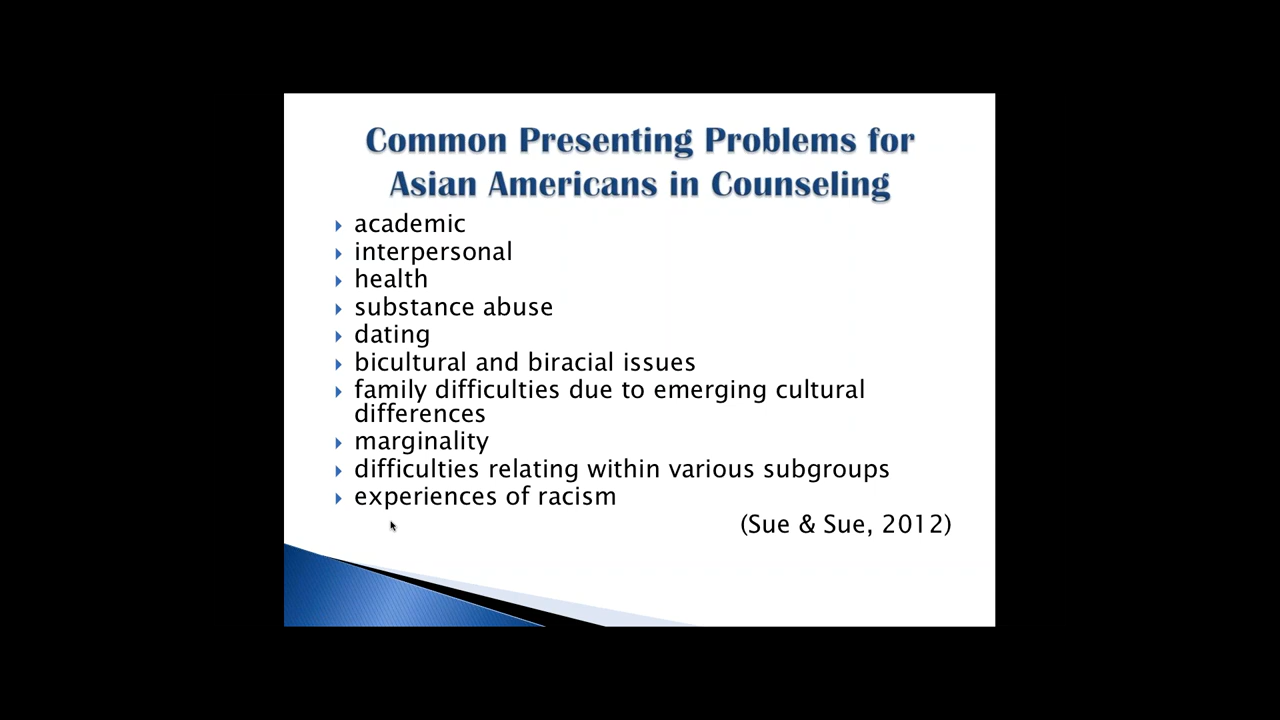 Common Presenting Problems for
Asian Americans in Counseling
academic
interpersonal
health
substance abuse
dating
bicultural and biracial issues
family difficulties due to emerging cultural
differences
marginality
difficulties relating within various subgroups
experiences of racism
(Sue & Sue, 2012)